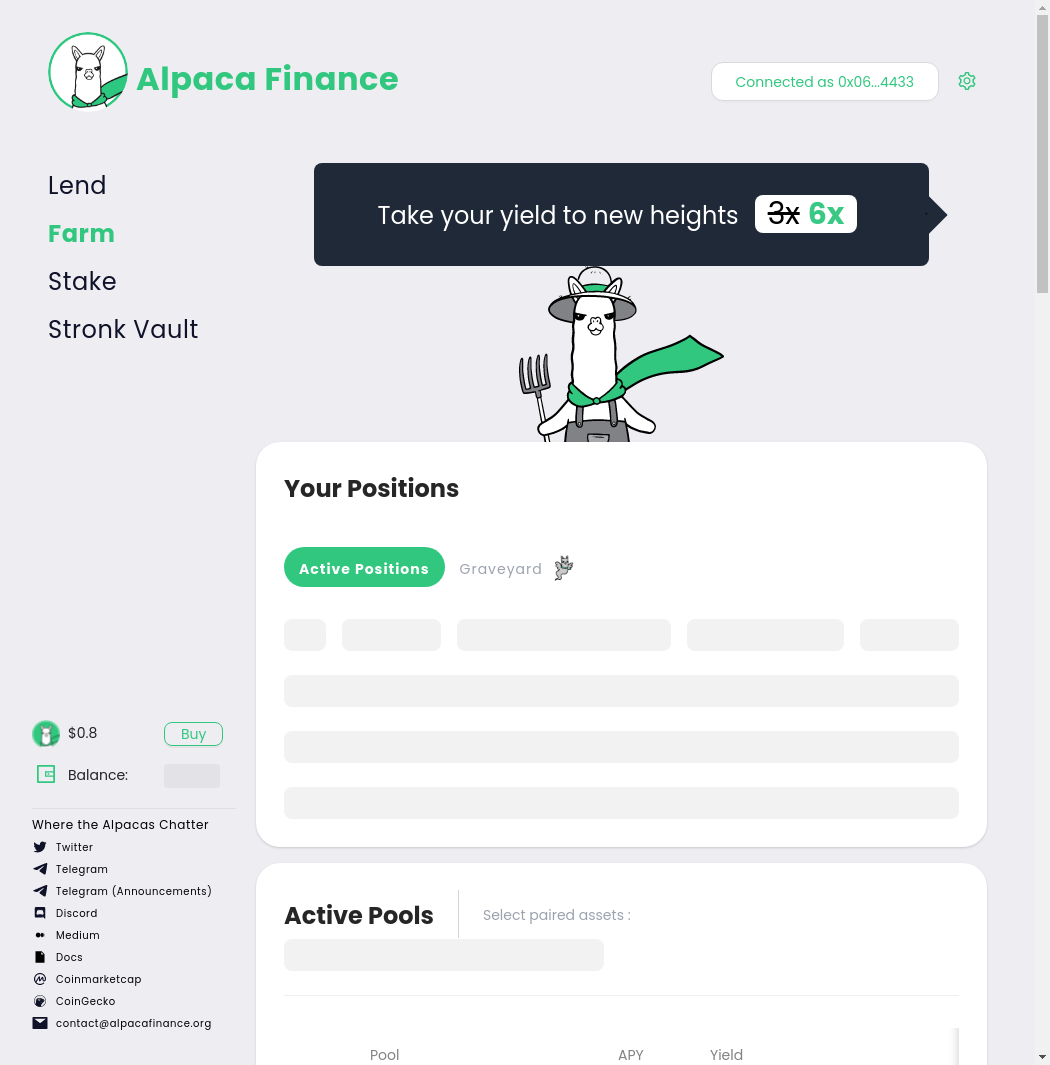 Alpaca Finance
Connected as 0x06...4433
Lend
Farm
Stake
Stronk Vault
Take your yield to new heights 3x 6x
Your Positions
Active Positions
Graveyard
$0.8
Buy
Balance:
Where the Alpacas Chatter
Twitter
Telegram
Telegram (Announcements)
Discord
Medium
Docs
Coinmarketcap
CoinGecko
contact@alpacafinance.org
Active Pools
Select paired assets :
Pool
APY
Yield